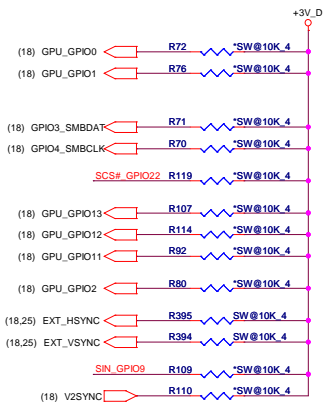 +3V_D
(18) GPU_GPIO0 R72 *SW@10K_4
(18) GPU_GPIO1 R76 *SW@10K_4
(18) GPIO3_SMBDAT R71 *SW@10K_4
(18) GPIO4_SMBCLK R70 *SW@10K_4
SCS#_GPIO22 R119 *SW@10K_4
(18) GPU_GPIO13 R107 *SW@10K_4
(18) GPU_GPIO12 R114 *SW@10K_4
(18) GPU_GPIO11 R92 *SW@10K_4
(18) GPU_GPIO2 R80 *SW@10K_4
(18,25) EXT_HSYNC R395 SW@10K_4
(18,25) EXT_VSYNC R394 SW@10K_4
SIN_GPIO9 R109 *SW@10K_4
(18) V2SYNC R110 *SW@10K_4